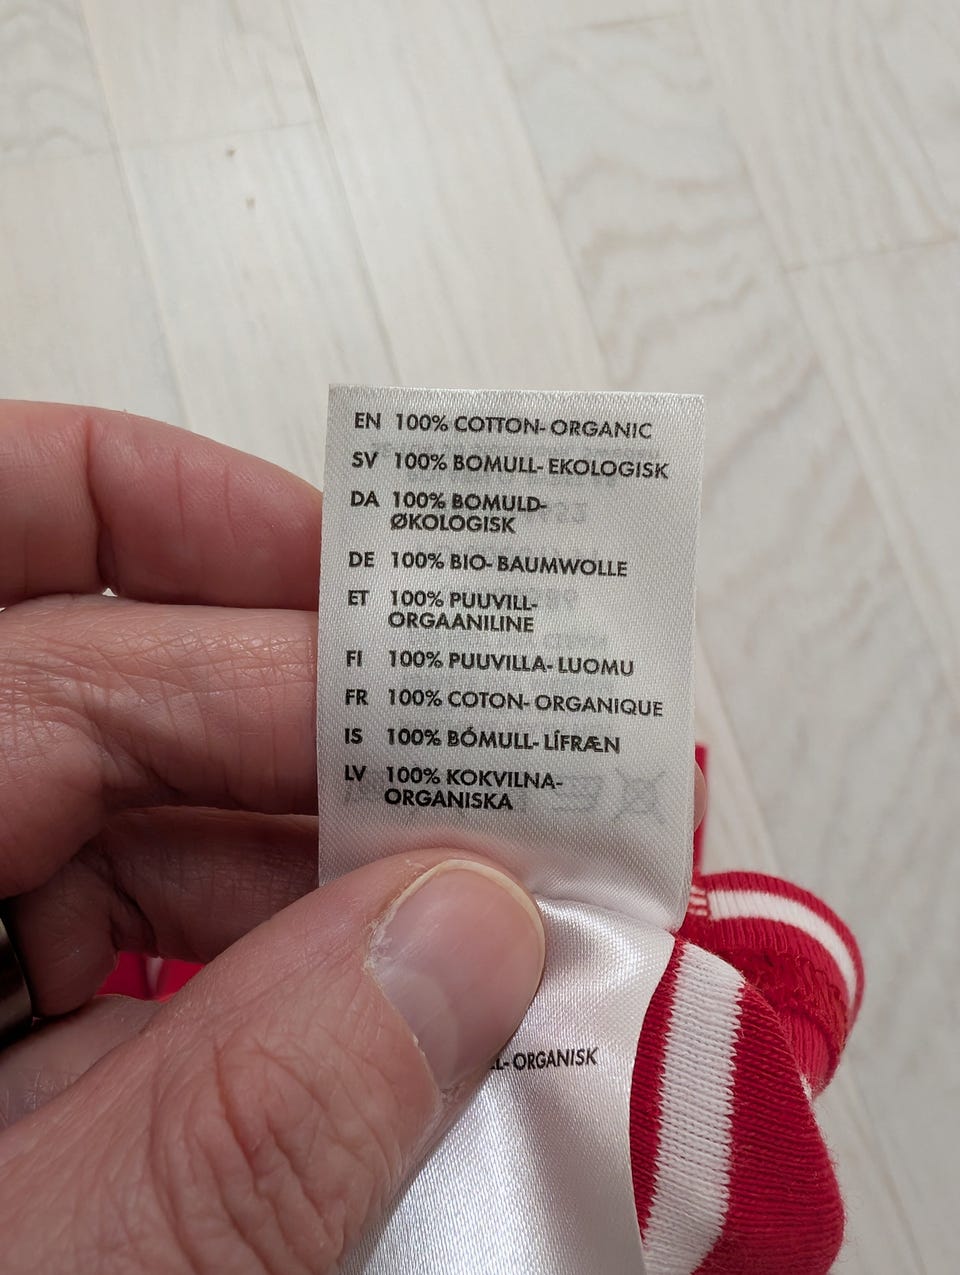 EN 100% COTTON- ORGANIC
SV 100% BOMULL- EKOLOGISK
DA 100% BOMULD-
ØKOLOGISK
DE 100% BIO- BAUMWOLLE
ET 100% PUUVILL-
ORGAANILINE
FI 100% PUUVILLA- LUOMU
FR 100% COTON- ORGANIQUE
IS 100% BÓMULL- LÍFRÆN
LV 100% KOKVILNA-
ORGANISKA
- ORGANISK